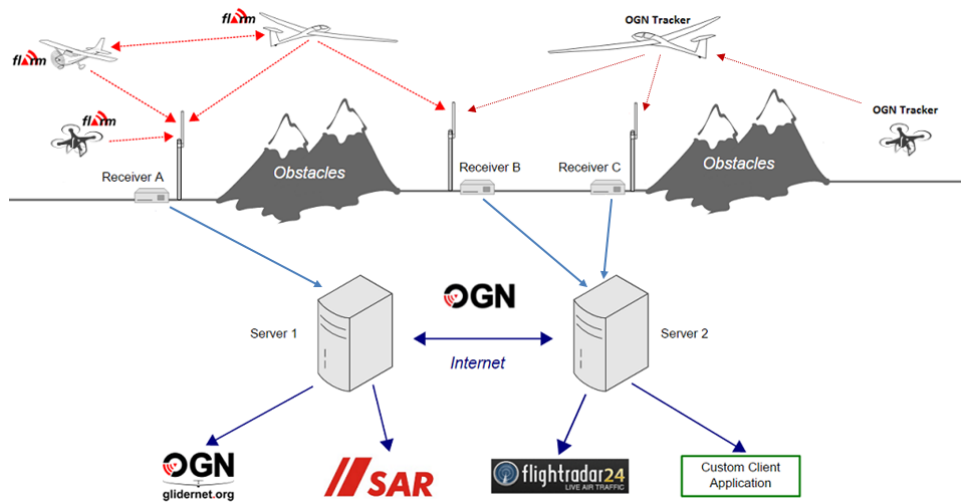 flarm
OGN Tracker
flarm
flarm
OGN Tracker
Receiver A
Obstacles
Receiver B
Receiver C
Obstacles
OGN
Server 1
Server 2
Internet
OGN
glidernet.org
SAR
flightradar24
LIVE AIR TRAFFIC
Custom Client
Application